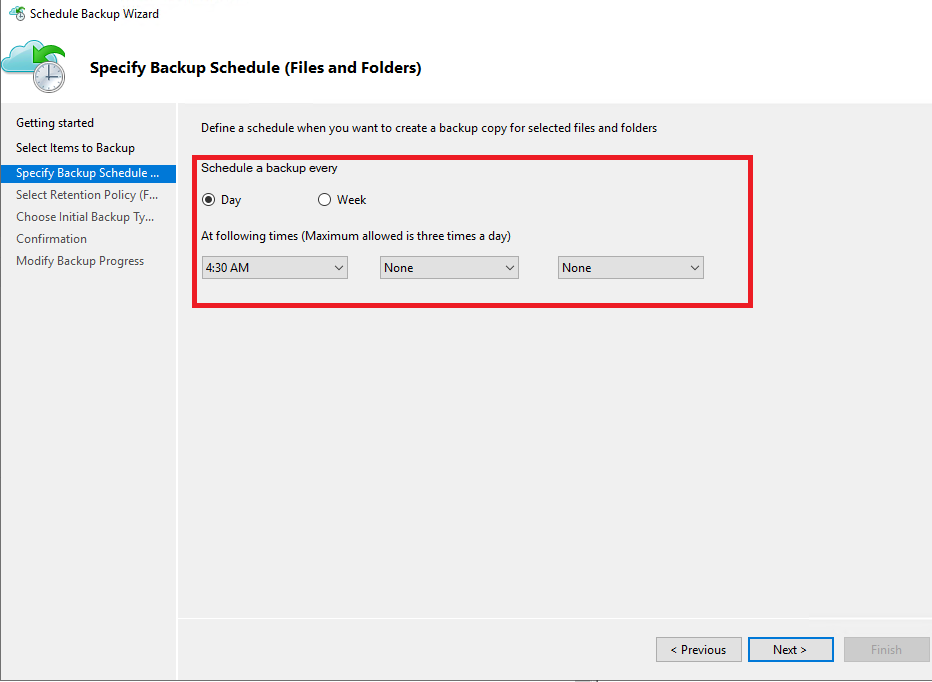 Schedule Backup Wizard
Specify Backup Schedule (Files and Folders)
Getting started
Select Items to Backup
Specify Backup Schedule ...
Select Retention Policy (F...
Choose Initial Backup Ty...
Confirmation
Modify Backup Progress
Define a schedule when you want to create a backup copy for selected files and folders
Schedule a backup every
Day Week
At following times (Maximum allowed is three times a day)
4:30 AM None None
< Previous Next > Finish